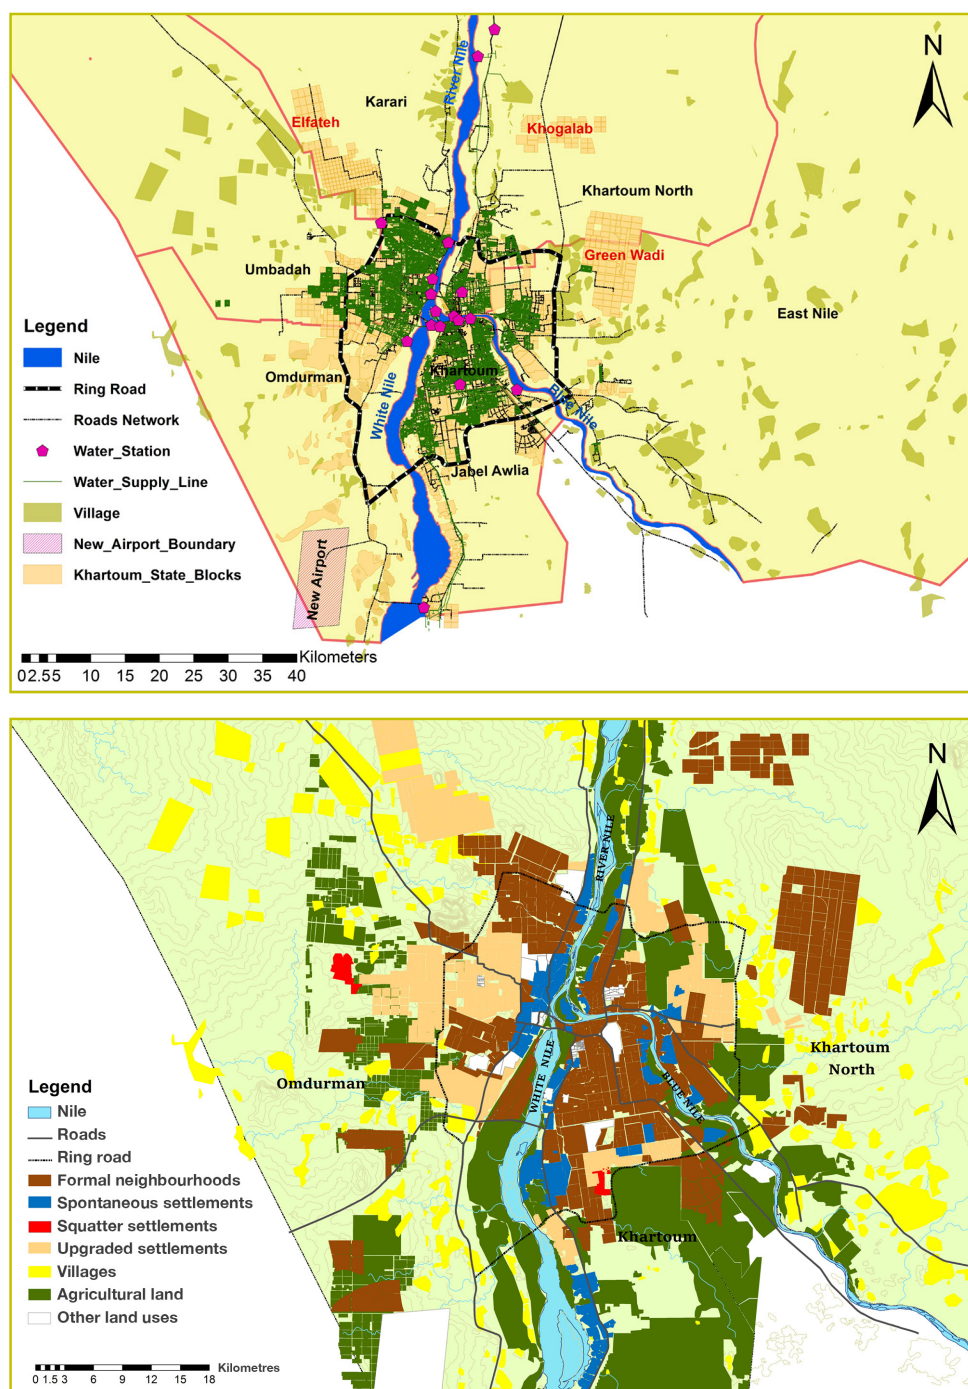 N
River Nile
Karari
Elfateh
Khogalab
Khartoum North
Green Wadi
Umbadah
East Nile
Legend
Nile
Ring Road
Roads Network
Water_Station
Water_Supply_Line
Village
New_Airport_Boundary
Khartoum_State_Blocks
Omdurman
Khartoum
White Nile
Blue Nile
Jabel Awlia
New Airport
Kilometers
0 2.5 5 10 15 20 25 30 35 40
N
RIVER NILE
WHITE NILE
BLUE NILE
Khartoum
North
Omdurman
Khartoum
Legend
Nile
Roads
Ring road
Formal neighbourhoods
Spontaneous settlements
Squatter settlements
Upgraded settlements
Villages
Agricultural land
Other land uses
Kilometres
0 1.5 3 6 9 12 15 18